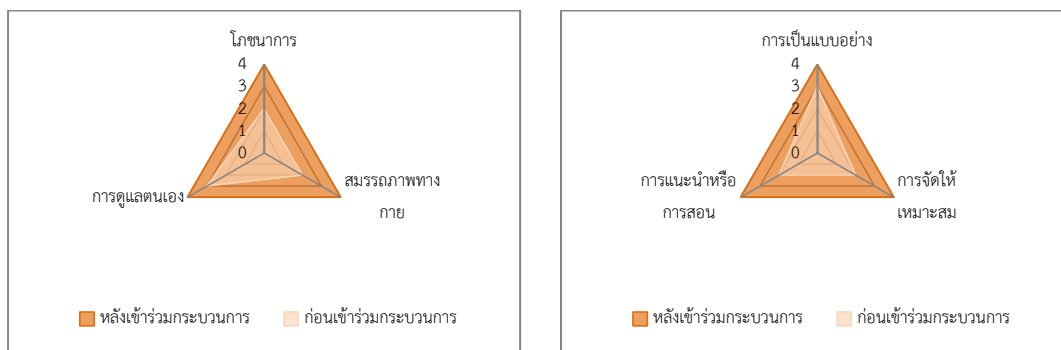 โภชนาการ
4
3
2
1
0
การดูแลตนเอง
สมรรถภาพทาง
กาย
หลังเข้าร่วมกระบวนการ ก่อนเข้าร่วมกระบวนการ
การเป็นแบบอย่าง
4
3
2
1
0
การแนะนำหรือ
การสอน
การจัดให้
เหมาะสม
หลังเข้าร่วมกระบวนการ ก่อนเข้าร่วมกระบวนการ